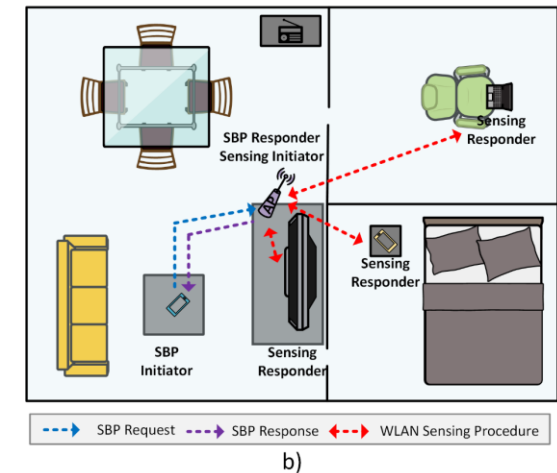 SBP Responder
Sensing Initiator
Sensing
Responder
AP
Sensing
Responder
SBP
Initiator
Sensing
Responder
SBP Request
SBP Response
WLAN Sensing Procedure
b)